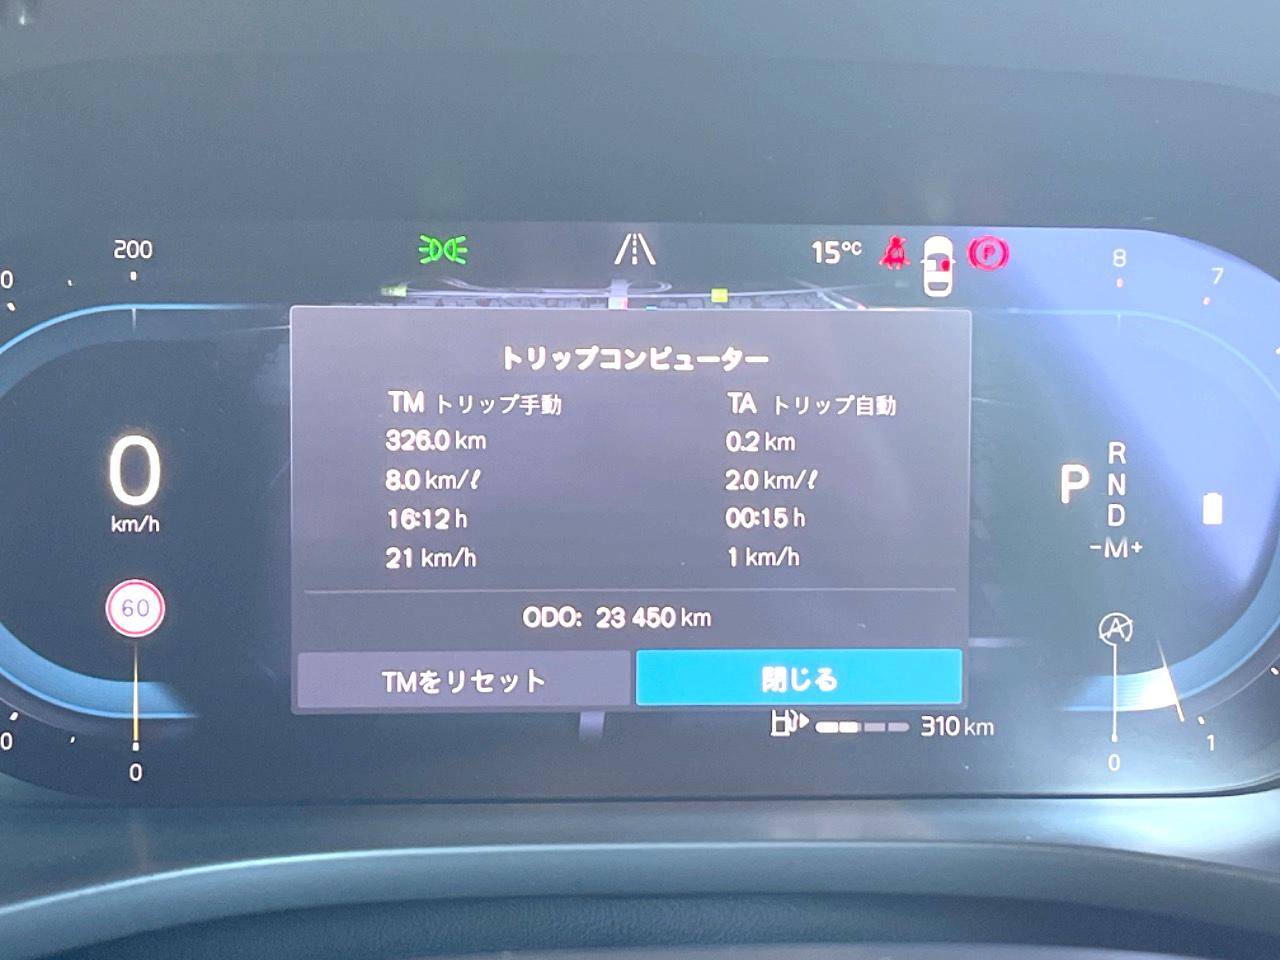 200
15°C
8
7
0
トリップコンピューター
TM トリップ手動
TA トリップ自動
326.0 km
0.2 km
8.0 km/ℓ
2.0 km/ℓ
16:12 h
00:15 h
21 km/h
1 km/h
ODO: 23 450 km
TMをリセット
閉じる
0
km/h
60
P
R
N
D
-M+
A
310 km
0
1
0
0